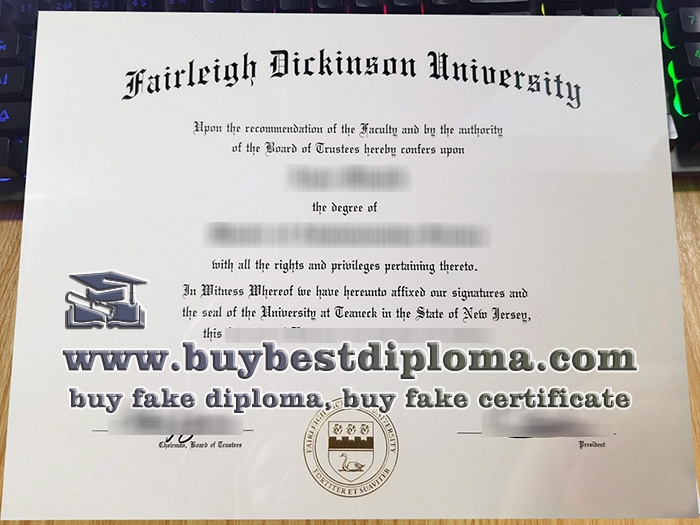 Fairleigh Dickinson University
Upon the recommendation of the Faculty and by the authority
of the Board of Trustees hereby confers upon
the degree of
with all the rights and privileges pertaining thereto.
In Witness Whereof we have hereunto affixed our signatures and
the seal of the University at Teaneck in the State of New Jersey,
this
www.buybestdiploma.com
buy fake diploma, buy fake certificate
Chairman, Board of Trustees
President
FAIRLEIGH DICKINSON UNIVERSITY
FORTITER ET SUAVITER